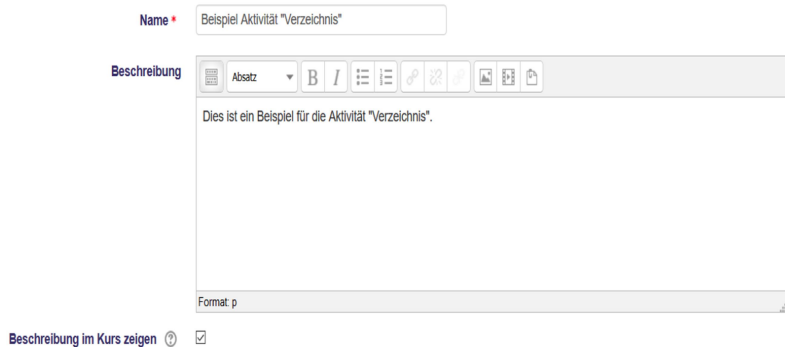 Name * Beispiel Aktivität "Verzeichnis"
Beschreibung
Absatz B I
Dies ist ein Beispiel für die Aktivität "Verzeichnis".
Format: p
Beschreibung im Kurs zeigen ?